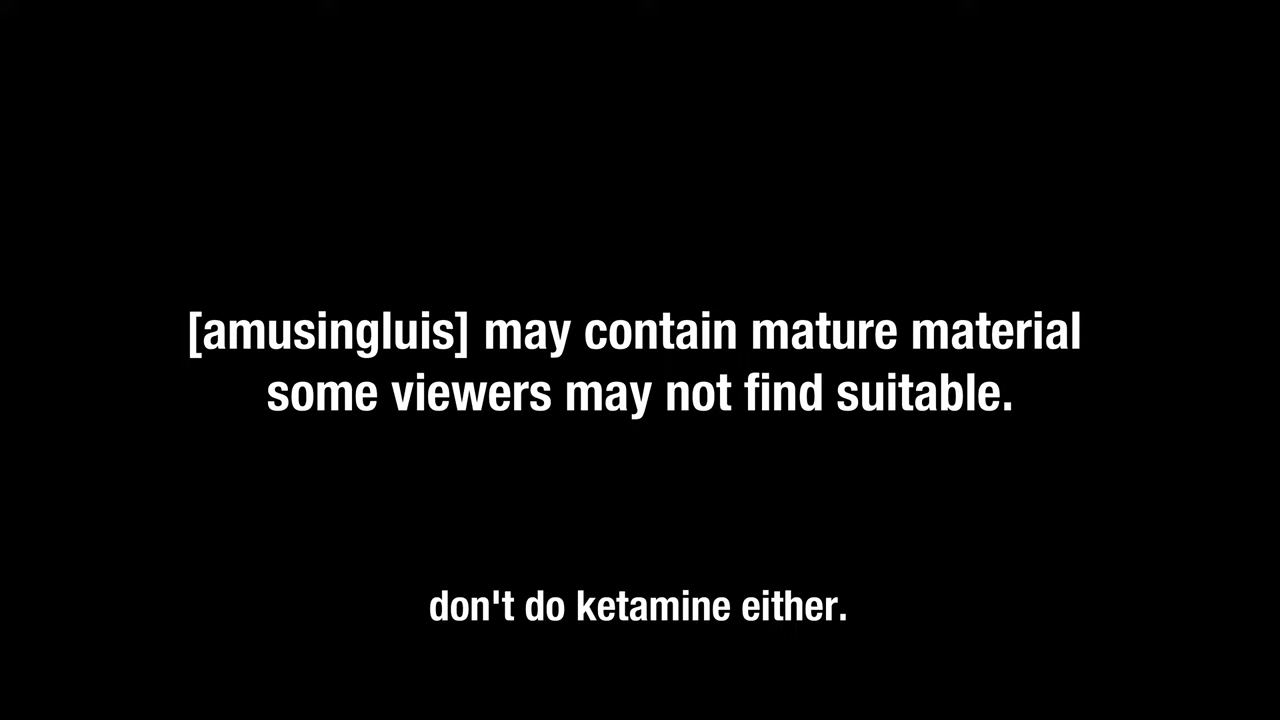 [amusingluis] may contain mature material
some viewers may not find suitable.
don't do ketamine either.